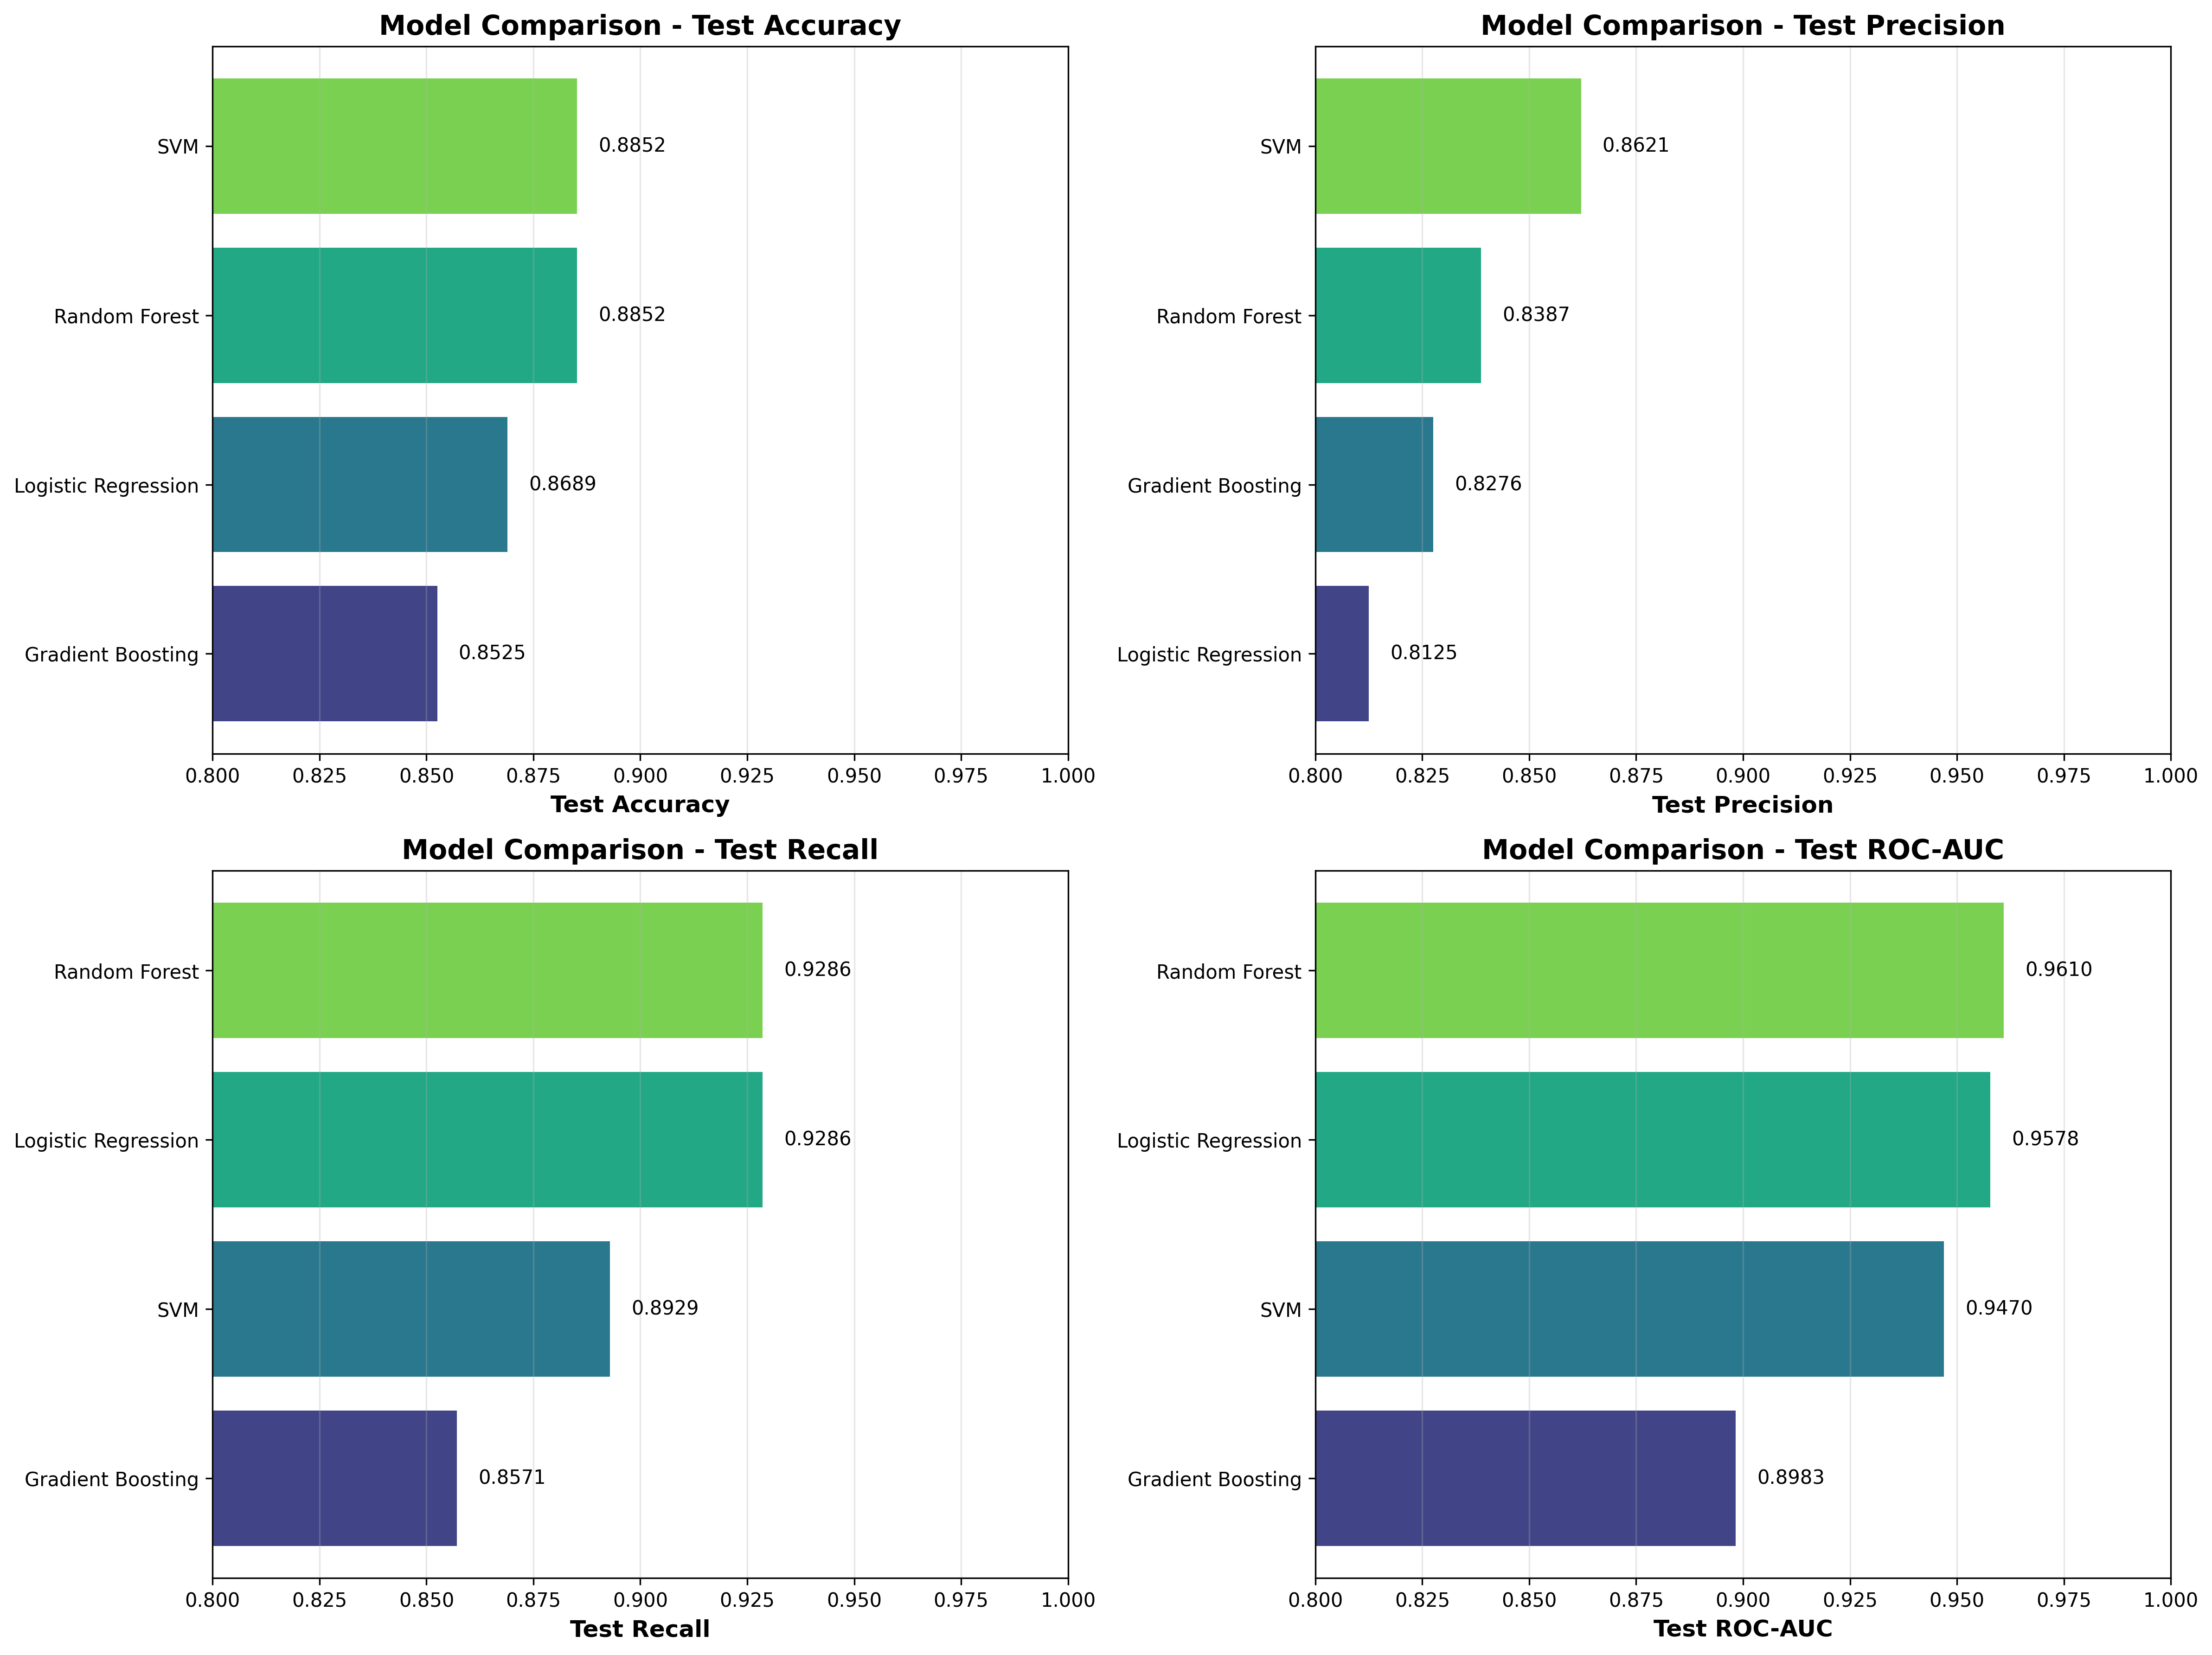 Model Comparison - Test Accuracy
SVM
0.8852
Random Forest
0.8852
Logistic Regression
0.8689
Gradient Boosting
0.8525
0.800 0.825 0.850 0.875 0.900 0.925 0.950 0.975 1.000
Test Accuracy
Model Comparison - Test Precision
SVM
0.8621
Random Forest
0.8387
Gradient Boosting
0.8276
Logistic Regression
0.8125
0.800 0.825 0.850 0.875 0.900 0.925 0.950 0.975 1.000
Test Precision
Model Comparison - Test Recall
Random Forest
0.9286
Logistic Regression
0.9286
SVM
0.8929
Gradient Boosting
0.8571
0.800 0.825 0.850 0.875 0.900 0.925 0.950 0.975 1.000
Test Recall
Model Comparison - Test ROC-AUC
Random Forest
0.9610
Logistic Regression
0.9578
SVM
0.9470
Gradient Boosting
0.8983
0.800 0.825 0.850 0.875 0.900 0.925 0.950 0.975 1.000
Test ROC-AUC